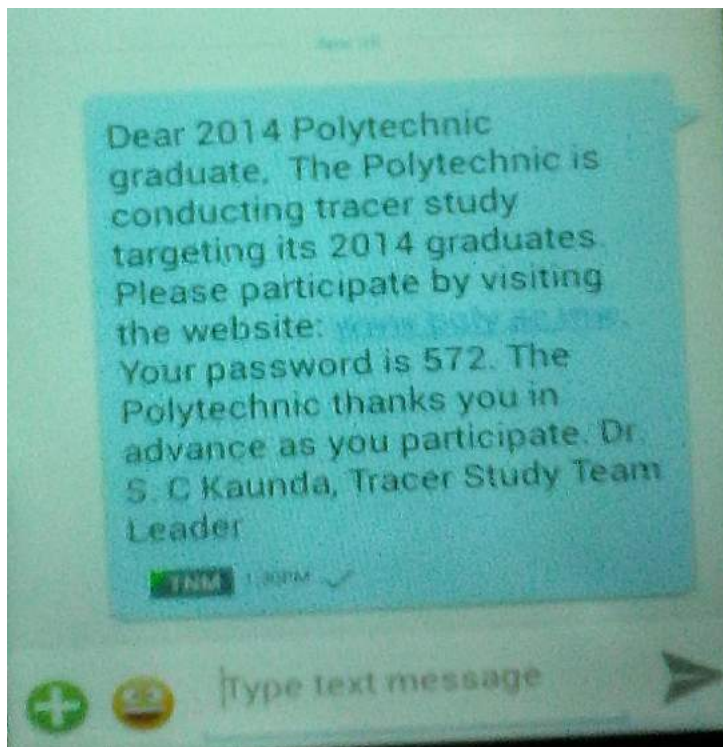 Dear 2014 Polytechnic
graduate. The Polytechnic is
conducting tracer study
targeting its 2014 graduates.
Please participate by visiting
the website:
Your password is 572. The
Polytechnic thanks you in
advance as you participate. Dr.
S. C Kaunda, Tracer Study Team
Leader
TNM 1:30PM
Type text message